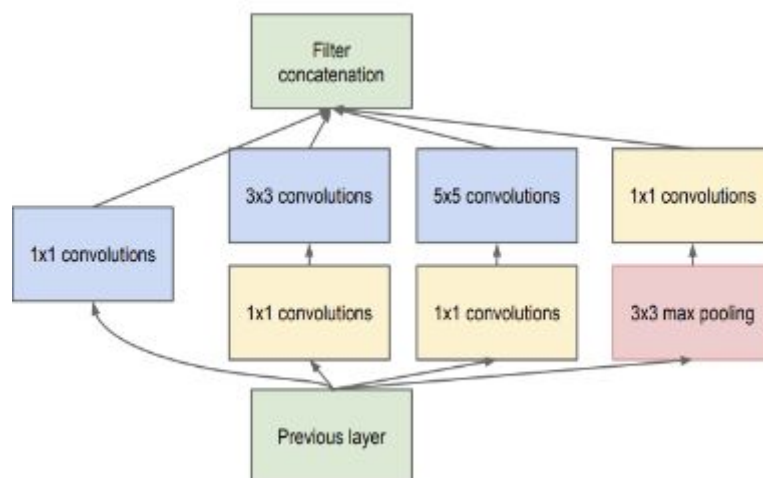 Filter
concatenation
3x3 convolutions
5x5 convolutions
1x1 convolutions
1x1 convolutions
1x1 convolutions
1x1 convolutions
3x3 max pooling
Previous layer